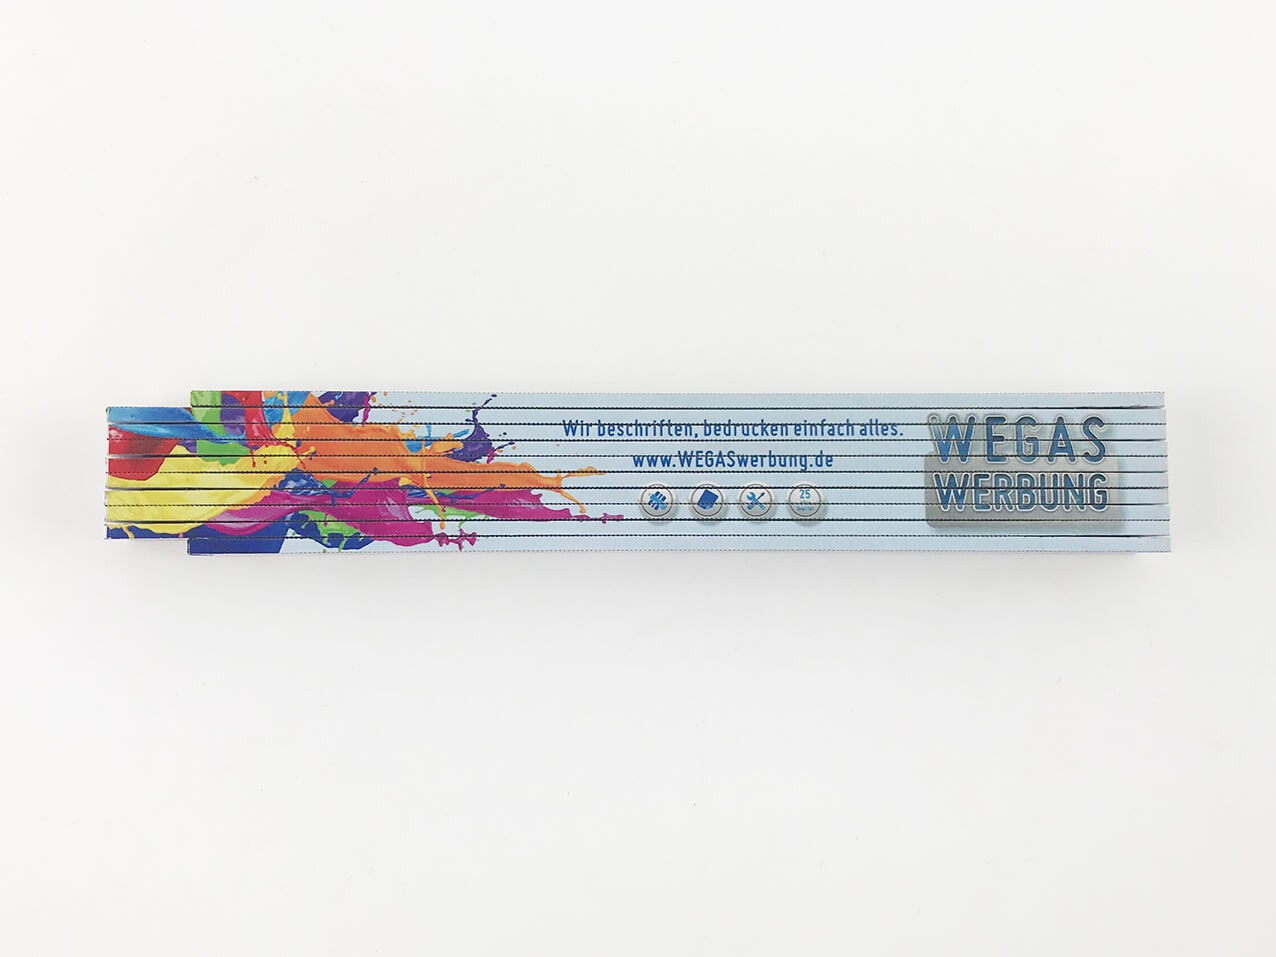 Wir beschriften, bedrucken einfach alles.
www.WEGASwerbung.de
25
WEGAS
WERBUNG